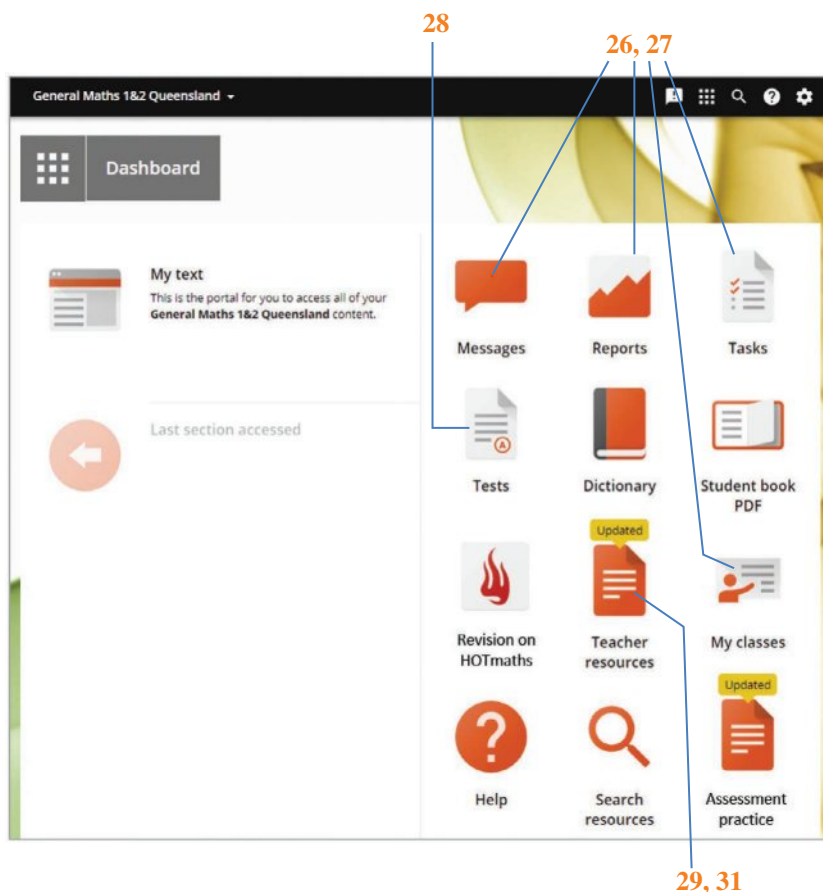 28
26, 27
General Maths 1&2 Queensland
Dashboard
My text
This is the portal for you to access all of your
General Maths 1&2 Queensland content.
Last section accessed
Messages
Reports
Tasks
Tests
Dictionary
Student book
PDF
Updated
Revision on
HOTmaths
Teacher
resources
My classes
Updated
Help
Search
resources
Assessment
practice
29, 31